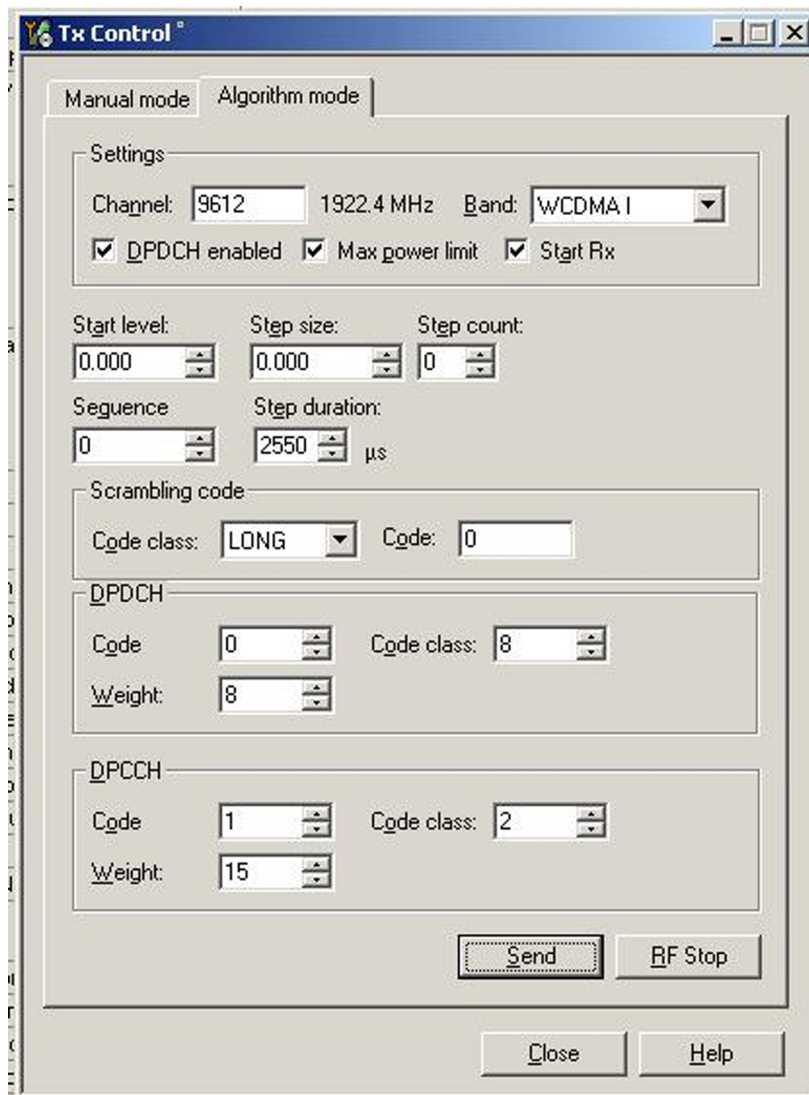 Tx Control °
Manual mode Algorithm mode
Settings
Channel: 9612 1922.4 MHz Band: WCDMA I
DPDCH enabled Max power limit Start Rx
Start level: Step size: Step count:
0.000 0.000 0
Seguence Step duration:
0 2550 µs
Scrambling code
Code class: LONG Code: 0
DPDCH
Code 0 Code class: 8
Weight: 8
DPCCH
Code 1 Code class: 2
Weight: 15
Send RF Stop
Close Help